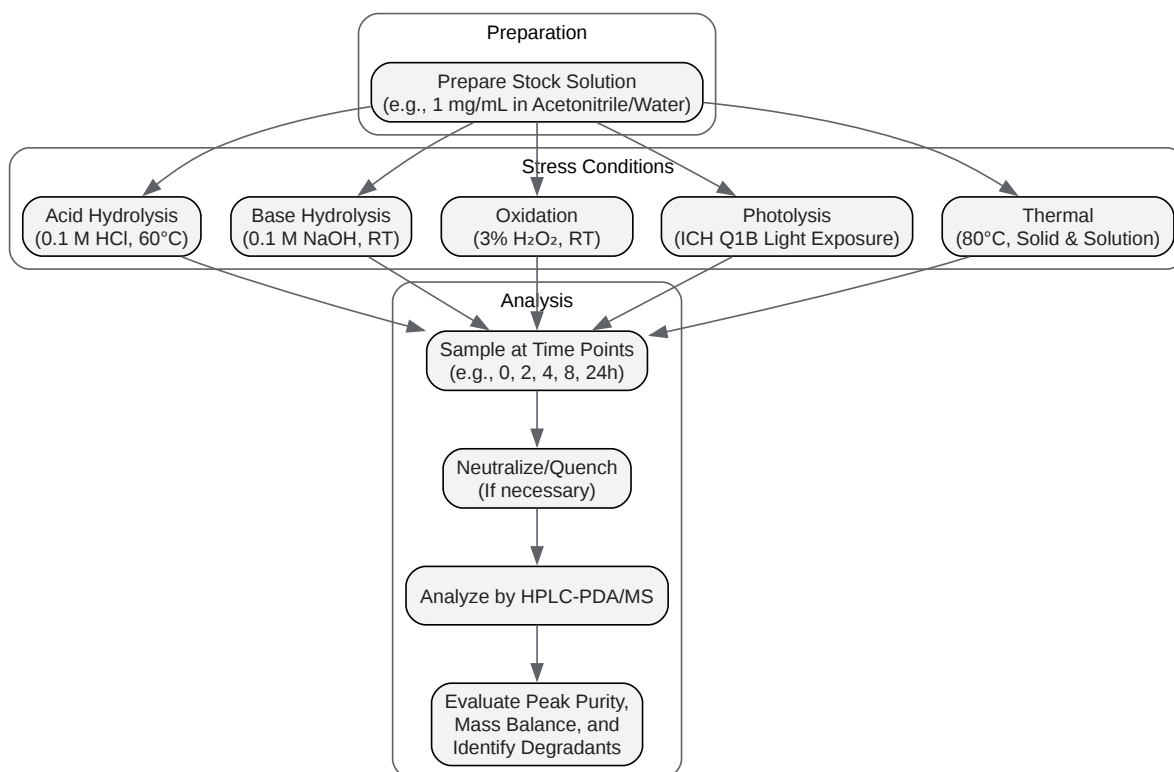 Preparation
Prepare Stock Solution
(e.g., 1 mg/mL in Acetonitrile/Water)
Stress Conditions
Acid Hydrolysis
(0.1 M HCl, 60°C)
Base Hydrolysis
(0.1 M NaOH, RT)
Oxidation
(3% H₂O₂, RT)
Photolysis
(ICH Q1B Light Exposure)
Thermal
(80°C, Solid & Solution)
Analysis
Sample at Time Points
(e.g., 0, 2, 4, 8, 24h)
Neutralize/Quench
(If necessary)
Analyze by HPLC-PDA/MS
Evaluate Peak Purity,
Mass Balance, and
Identify Degradants